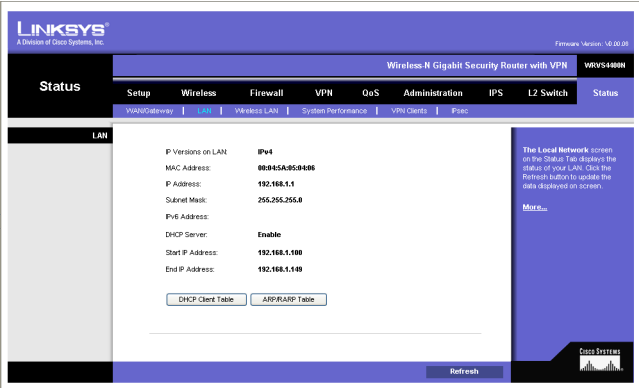 LINKSYS®
A Division of Cisco Systems, Inc.
Firmware Version: V0.00.08
Wireless-N Gigabit Security Router with VPN WRVS4400N
Status
Setup Wireless Firewall VPN QoS Administration IPS L2 Switch Status
WAN/Gateway | LAN | Wireless LAN | System Performance | VPN Clients | IPsec
LAN
IP Versions on LAN: IPv4
MAC Address: 00:04:5A:05:04:06
IP Address: 192.168.1.1
Subnet Mask: 255.255.255.0
IPv6 Address:
DHCP Server: Enable
Start IP Address: 192.168.1.100
End IP Address: 192.168.1.149
DHCP Client Table ARP/RARP Table
The Local Network screen
on the Status Tab displays the
status of your LAN. Click the
Refresh button to update the
data displayed on screen.
More...
Refresh
CISCO SYSTEMS